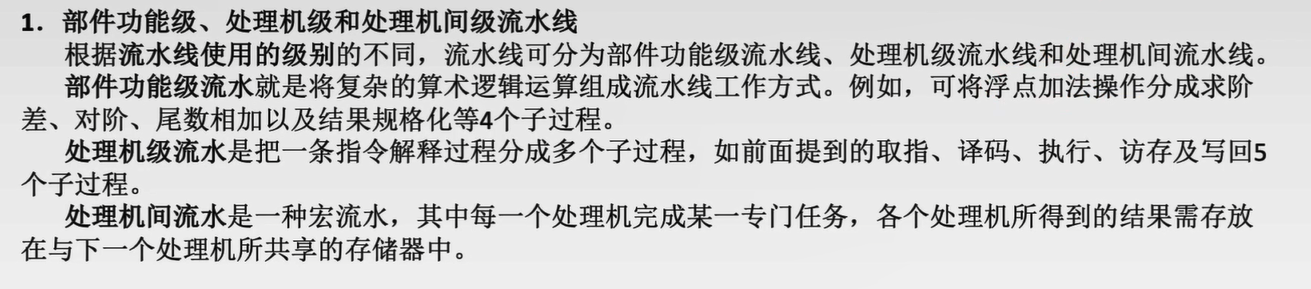 1．部件功能级、处理机级和处理机间级流水线
根据流水线使用的级别的不同，流水线可分为部件功能级流水线、处理机级流水线和处理机间流水线。
部件功能级流水就是将复杂的算术逻辑运算组成流水线工作方式。例如，可将浮点加法操作分成求阶
差、对阶、尾数相加以及结果规格化等4个子过程。
处理机级流水是把一条指令解释过程分成多个子过程，如前面提到的取指、译码、执行、访存及写回5
个子过程。
处理机间流水是一种宏流水，其中每一个处理机完成某一专门任务，各个处理机所得到的结果需存放
在与下一个处理机所共享的存储器中。